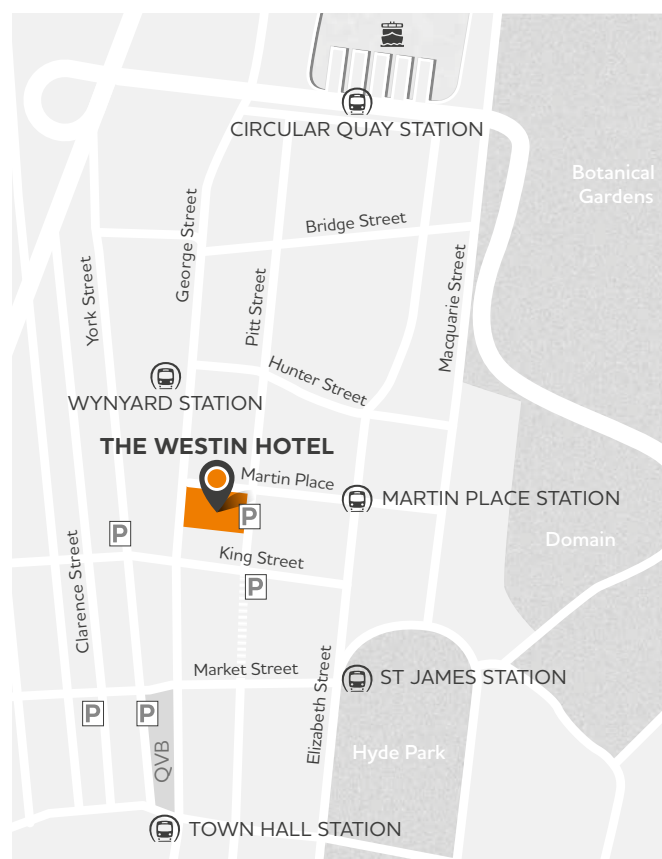 CIRCULAR QUAY STATION
Botanical
Gardens
Bridge Street
George Street
York Street
Pitt Street
Macquarie Street
Hunter Street
WYNYARD STATION
THE WESTIN HOTEL
Martin Place
MARTIN PLACE STATION
P
P
Domain
King Street
Clarence Street
P
Market Street
Elizabeth Street
ST JAMES STATION
P
P
QVB
Hyde Park
TOWN HALL STATION